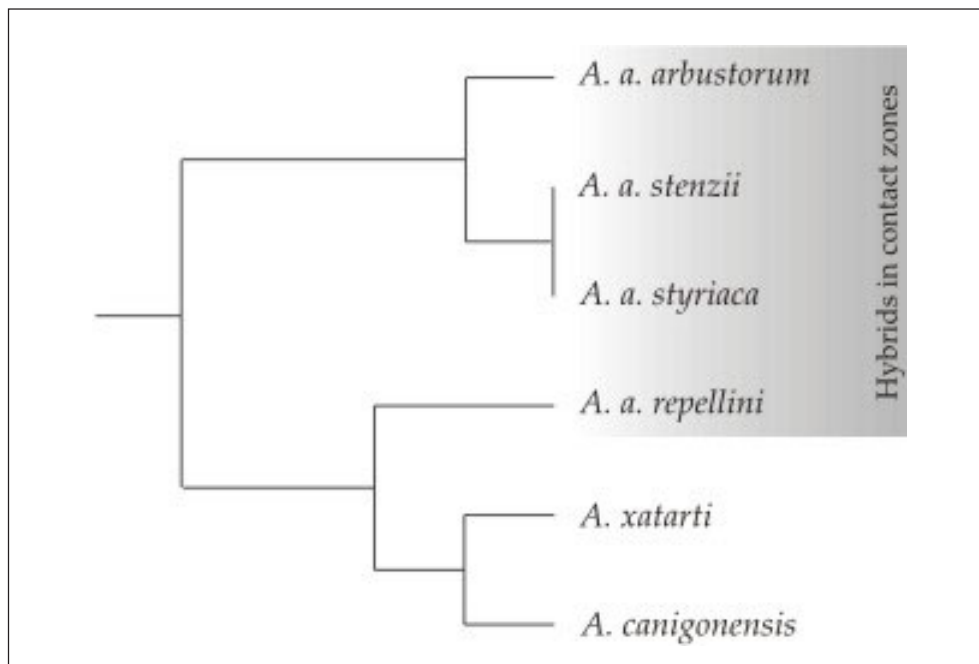 A. a. arbustorum
A. a. stenzii
A. a. styriaca
A. a. repellini
A. xatarti
A. canigonensis
Hybrids in contact zones